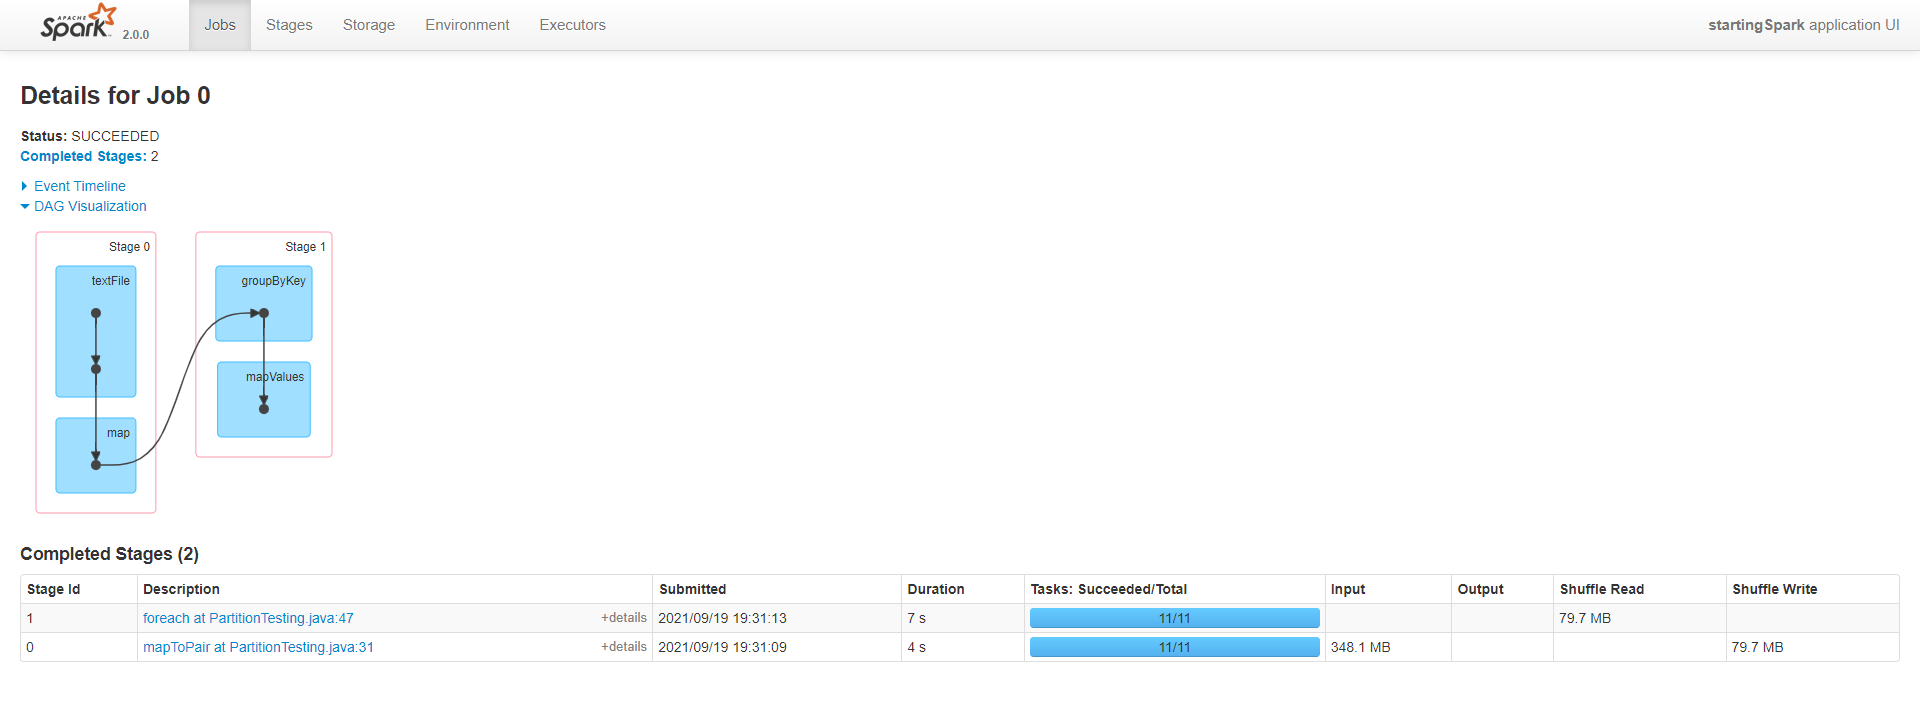 APACHE Spark 2.0.0 Jobs Stages Storage Environment Executors startingSpark application UI
Details for Job 0
Status: SUCCEEDED
Completed Stages: 2
Event Timeline
DAG Visualization
Stage 0 Stage 1
textFile groupByKey
mapValues
map
Completed Stages (2)
Stage Id Description Submitted Duration Tasks: Succeeded/Total Input Output Shuffle Read Shuffle Write
1 foreach at PartitionTesting.java:47 +details 2021/09/19 19:31:13 7 s 11/11 79.7 MB
0 mapToPair at PartitionTesting.java:31 +details 2021/09/19 19:31:09 4 s 11/11 348.1 MB 79.7 MB